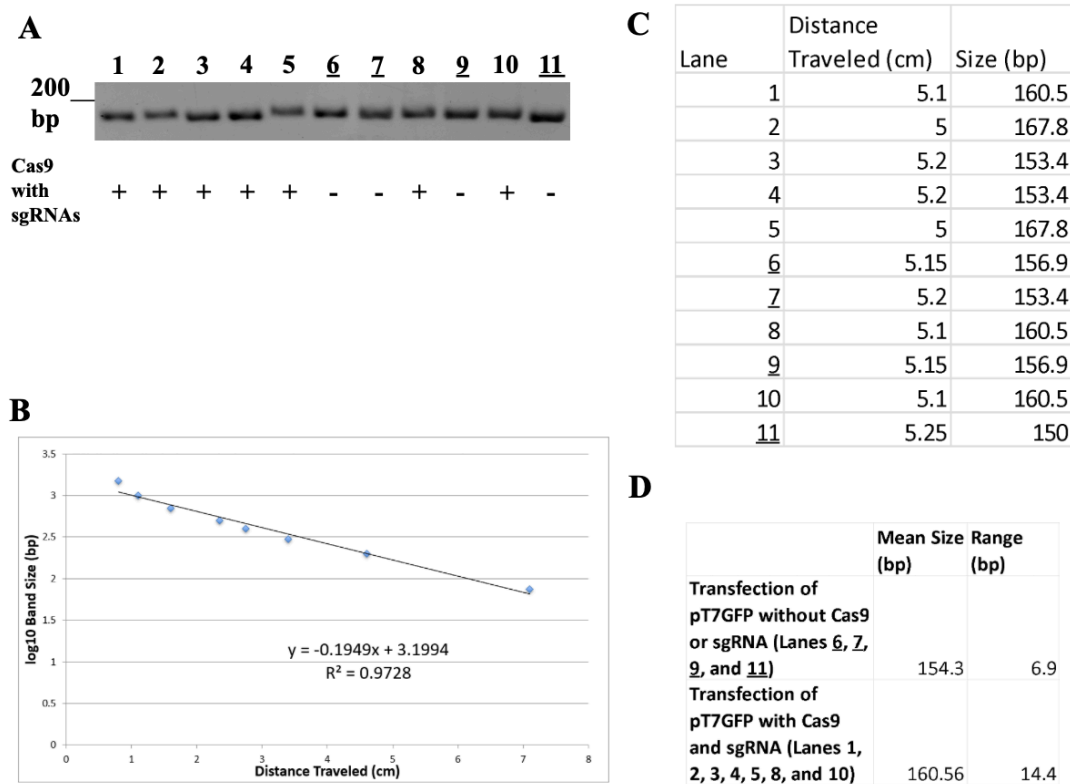 A
1 2 3 4 5 6 7 8 9 10 11
200
bp
Cas9
with
sgRNAs
+ + + + + - - + - + -
B
3.5
3
2.5
2
1.5
1
0.5
0
0 1 2 3 4 5 6 7 8
log10 Band Size (bp)
Distance Traveled (cm)
y = -0.1949x + 3.1994
R² = 0.9728
C
Lane Distance Traveled (cm) Size (bp)
1 5.1 160.5
2 5 167.8
3 5.2 153.4
4 5.2 153.4
5 5 167.8
6 5.15 156.9
7 5.2 153.4
8 5.1 160.5
9 5.15 156.9
10 5.1 160.5
11 5.25 150
D
Mean Size Range
(bp) (bp)
Transfection of
pT7GFP without Cas9
or sgRNA (Lanes 6, 7,
9, and 11) 154.3 6.9
Transfection of
pT7GFP with Cas9
and sgRNA (Lanes 1,
2, 3, 4, 5, 8, and 10) 160.56 14.4